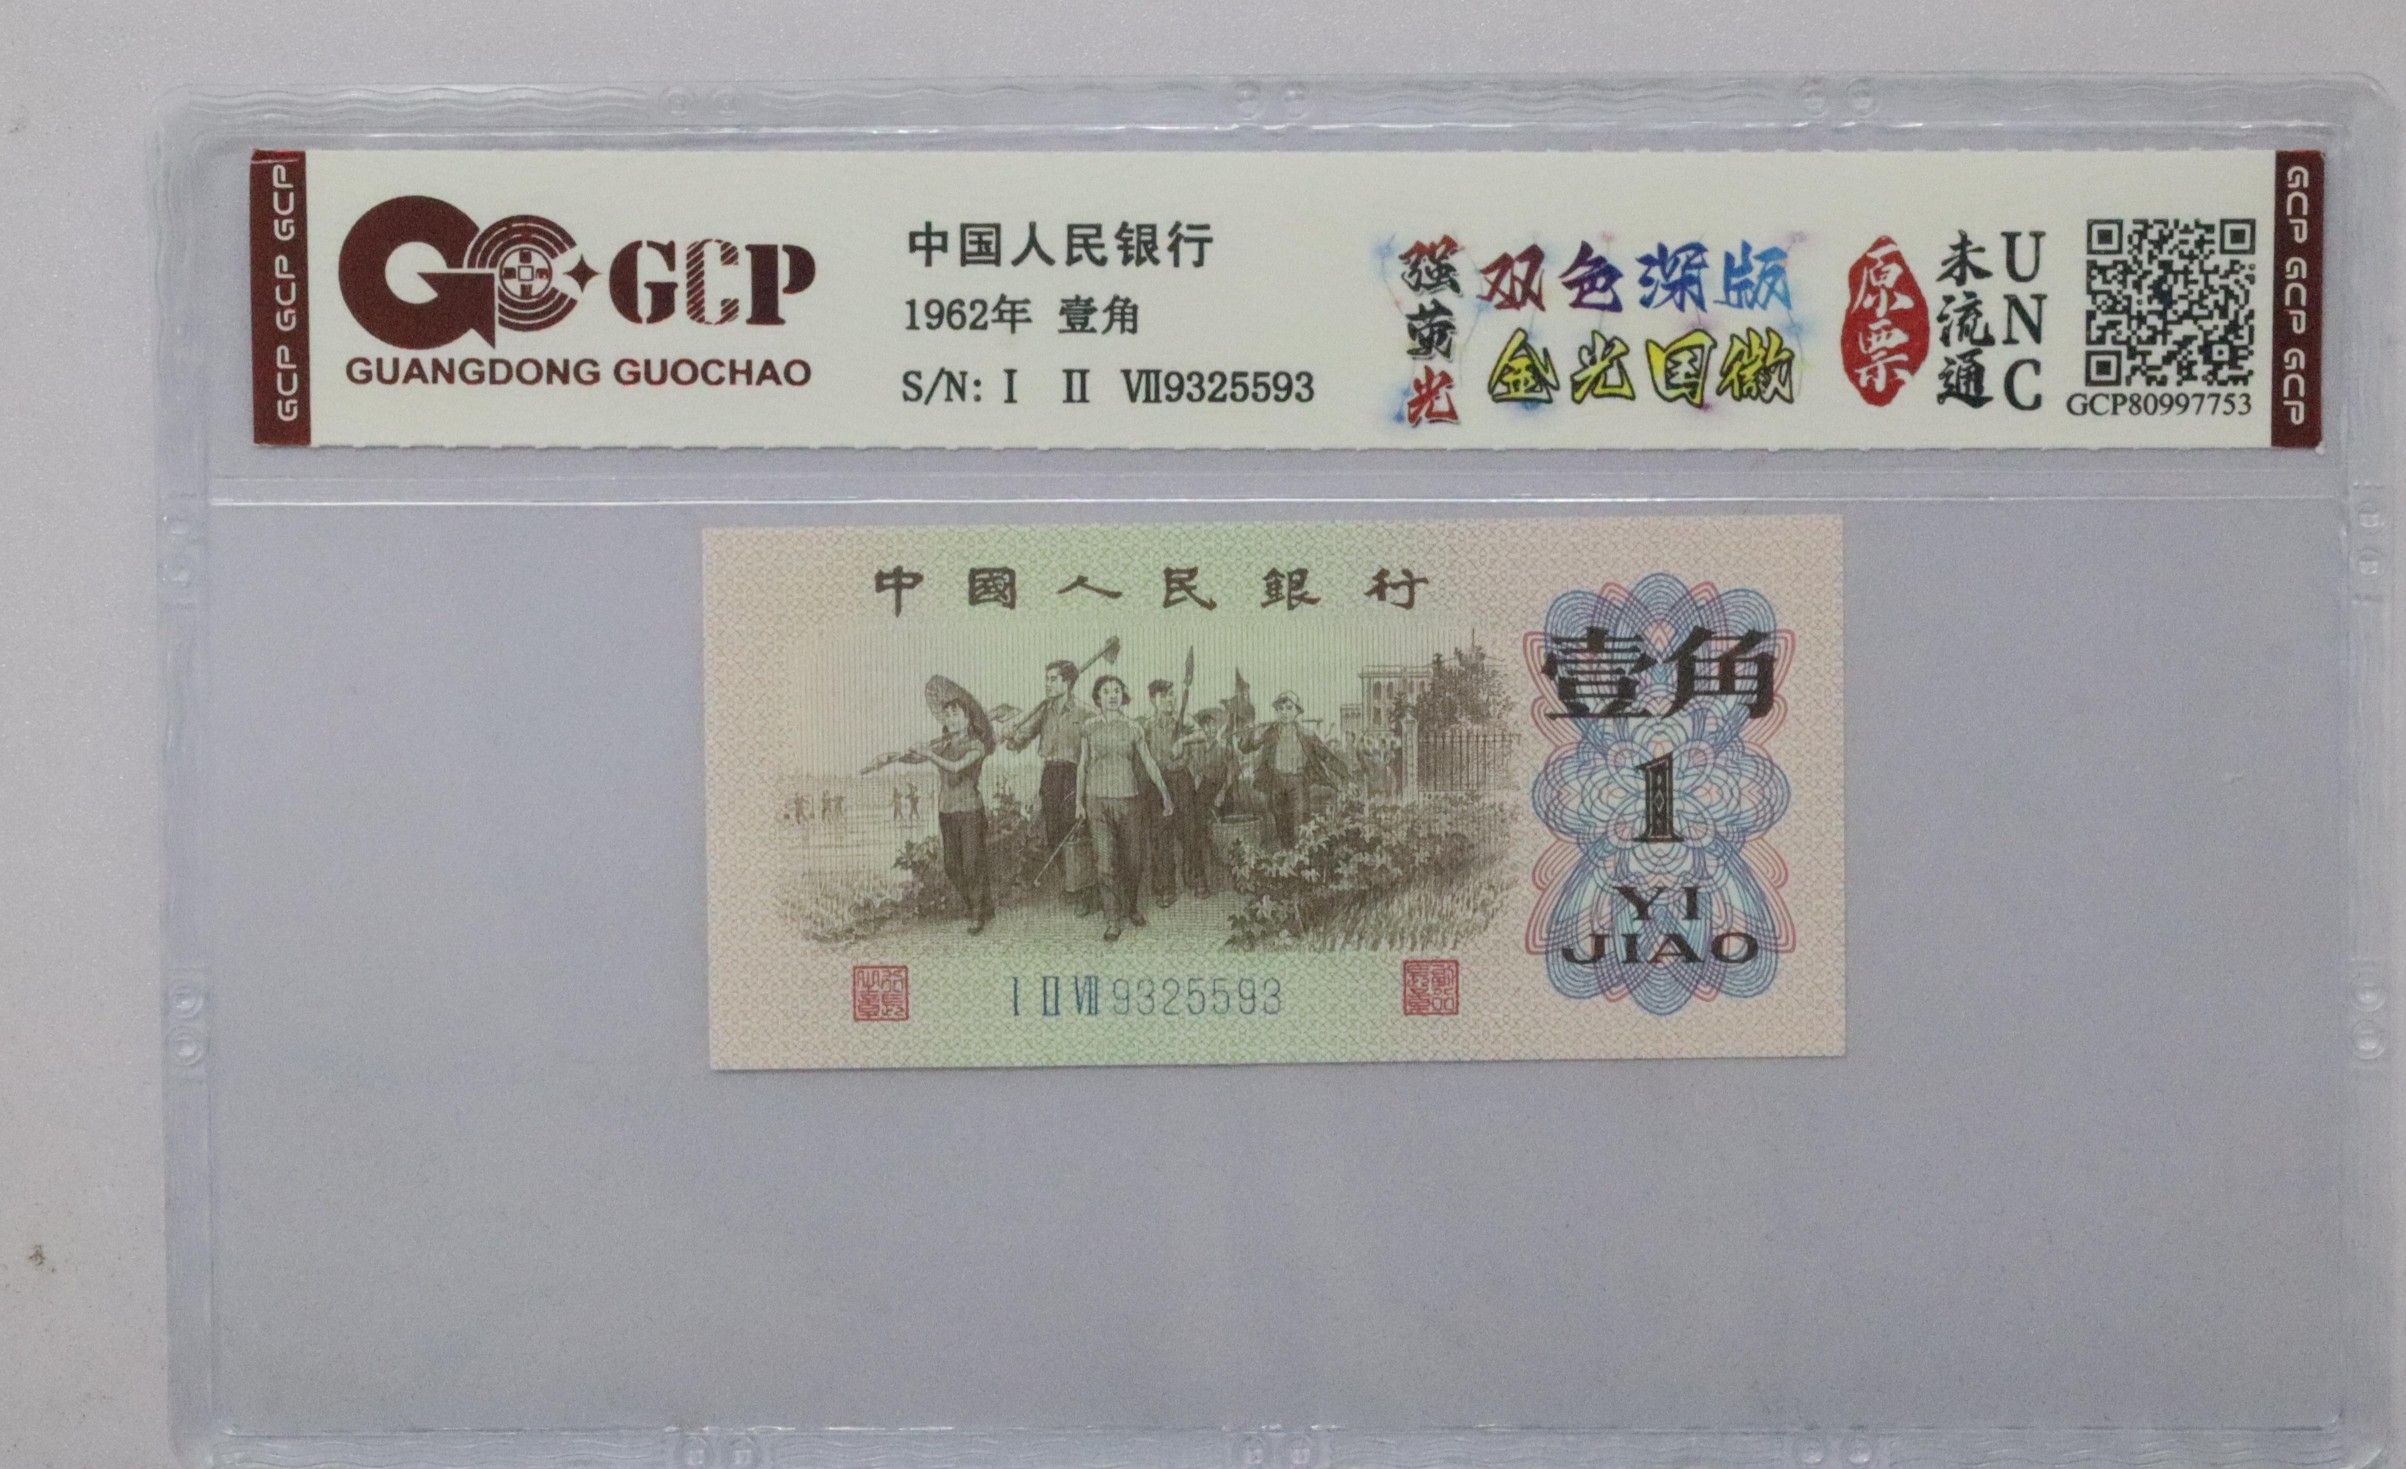 GCP GCP GCP
GCP
GUANGDONG GUOCHAO
中国人民银行
1962年 壹角
S/N: I II VII9325593
强荧光
双色深版
金光国徽
原票
未流通
UNC
GCP80997753
GCP GCP GCP
中國人民銀行
壹角
1
YI
JIAO
I II VII 9325593